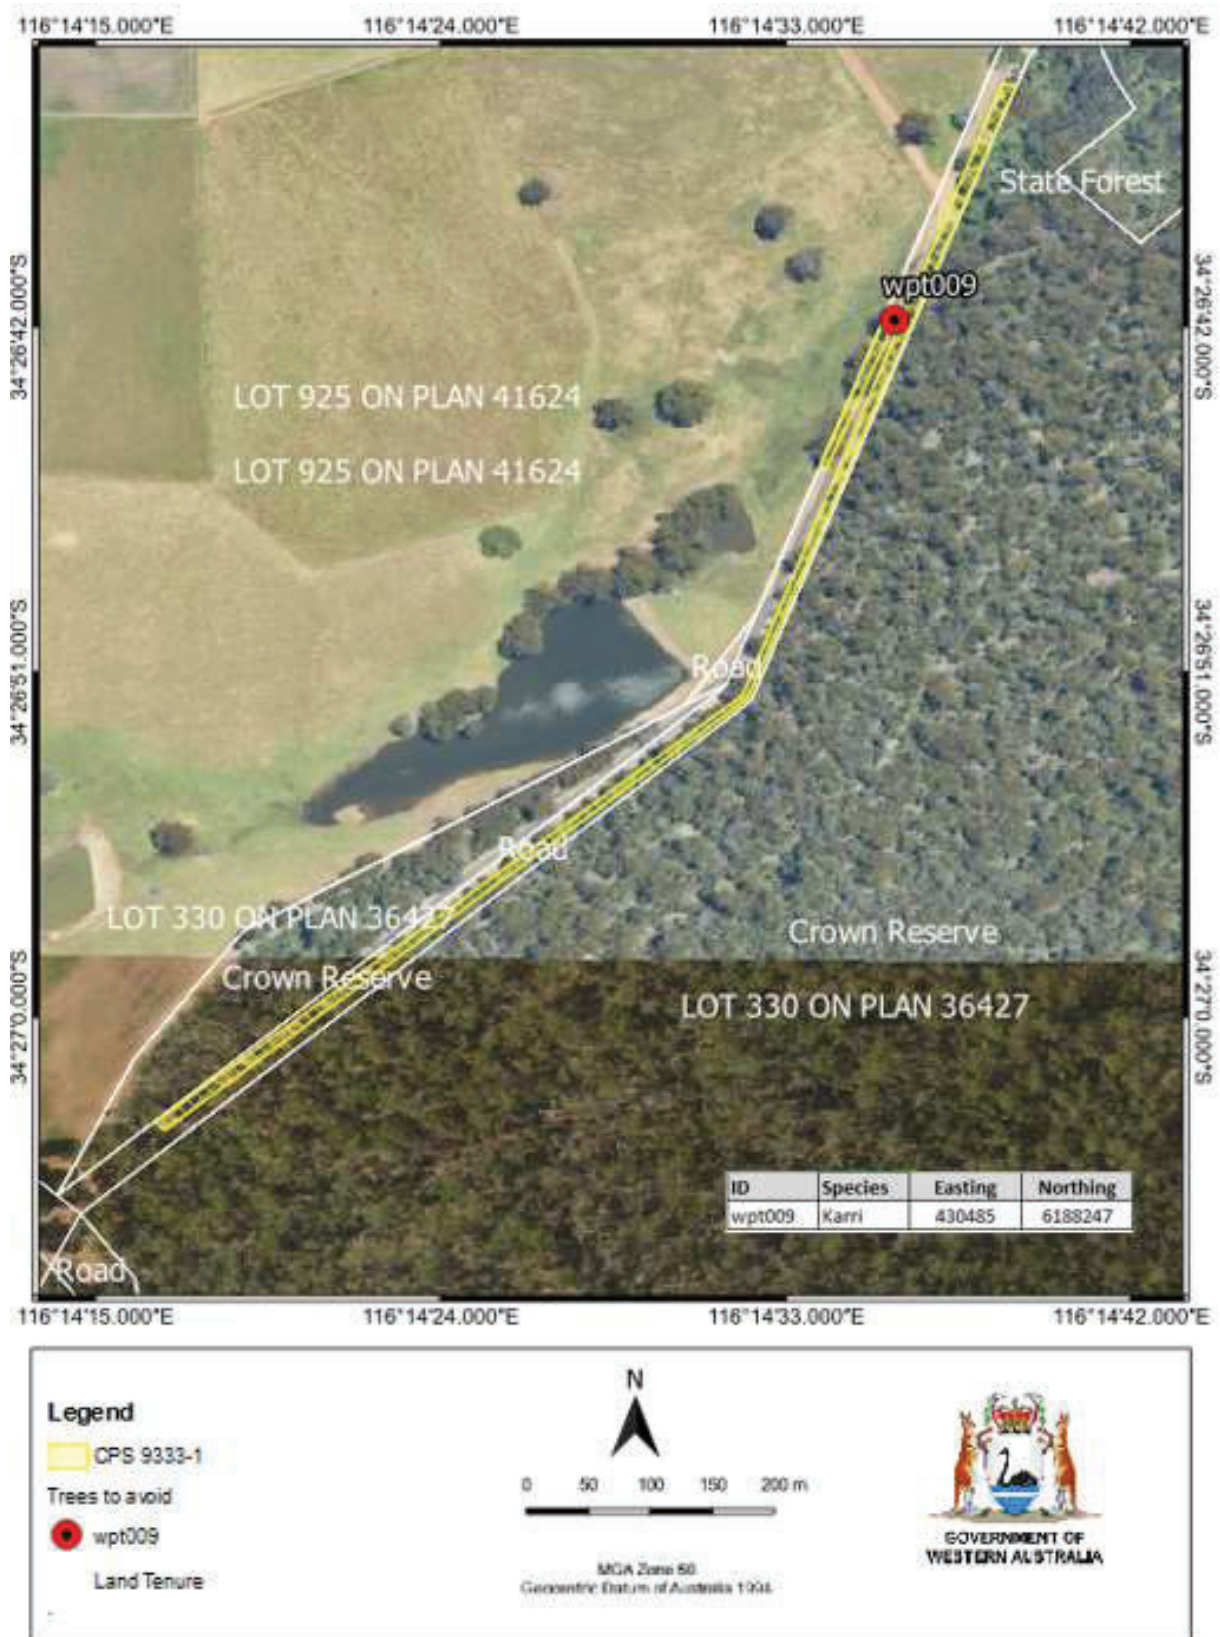 116°14'15.000"E 116°14'24.000"E 116°14'33.000"E 116°14'42.000"E
State Forest
34°26'42.000"S
wpt009
34°26'42.000"S
LOT 925 ON PLAN 41624
LOT 925 ON PLAN 41624
34°26'51.000"S
Road
34°26'51.000"S
Road
LOT 330 ON PLAN 36427
Crown Reserve
Crown Reserve
34°27'0.000"S
LOT 330 ON PLAN 36427
34°27'0.000"S
ID Species Easting Northing
wpt009 Karri 430485 6188247
Road
116°14'15.000"E 116°14'24.000"E 116°14'33.000"E 116°14'42.000"E
Legend
CPS 9333-1
Trees to avoid
wpt009
Land Tenure
N
0 50 100 150 200 m
MGA Zone 50
Geocentric Datum of Australia 1994
GOVERNMENT OF
WESTERN AUSTRALIA